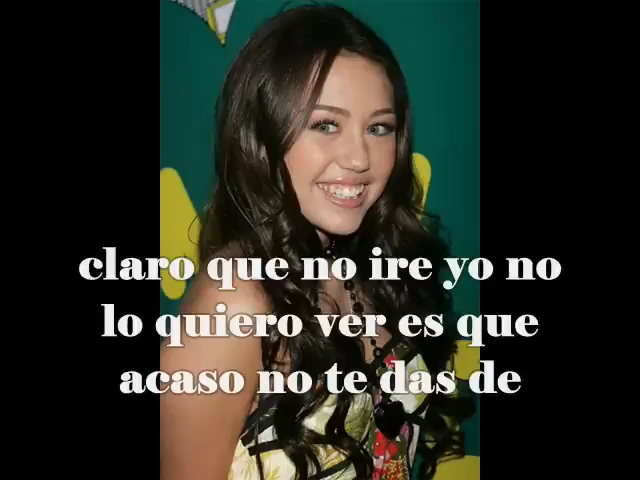 claro que no ire yo no
lo quiero ver es que
acaso no te das de